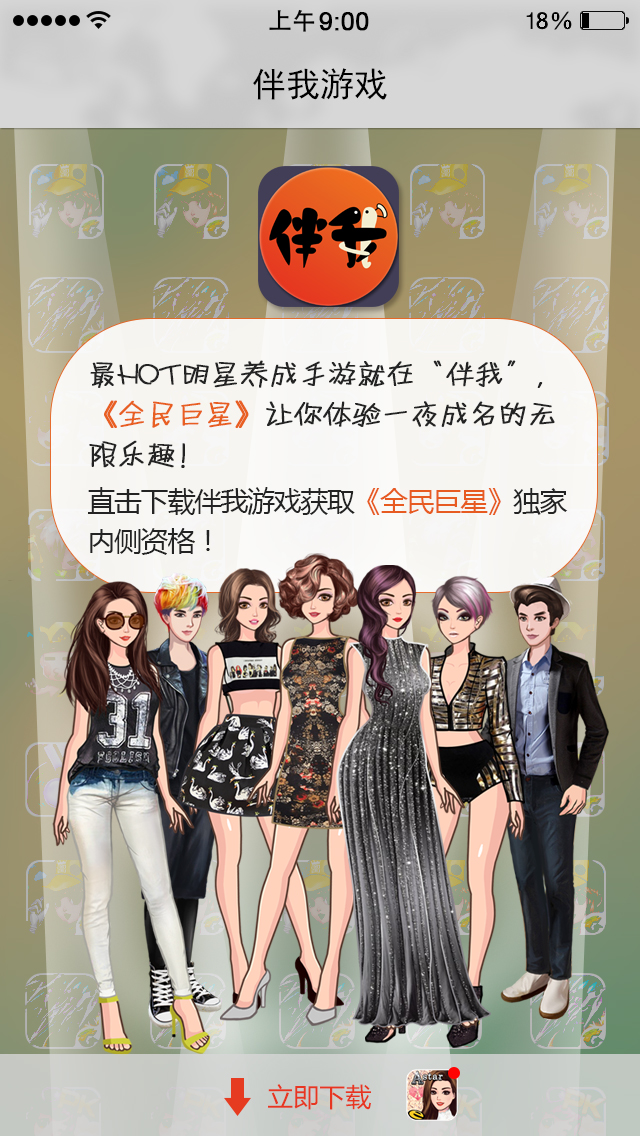 上午9:00
18%
伴我游戏
伴我
最HOT明星养成手游就在“伴我”，
《全民巨星》让你体验一夜成名的无
限乐趣！
直击下载伴我游戏获取《全民巨星》独家
内侧资格！
31
立即下载